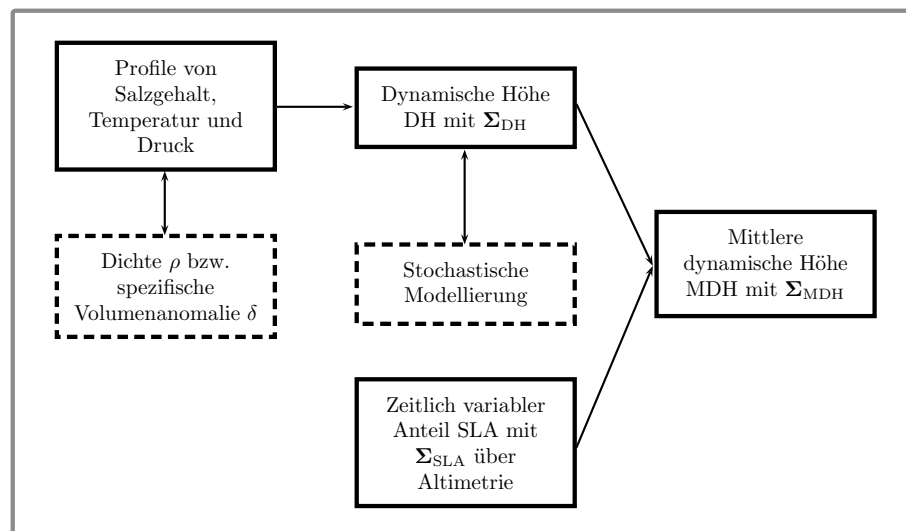 Profile von
Salzgehalt,
Temperatur und
Druck
Dynamische Höhe
DH mit Σ_DH
Dichte ρ bzw.
spezifische
Volumenanomalie δ
Stochastische
Modellierung
Mittlere
dynamische Höhe
MDH mit Σ_MDH
Zeitlich variabler
Anteil SLA mit
Σ_SLA über
Altimetrie